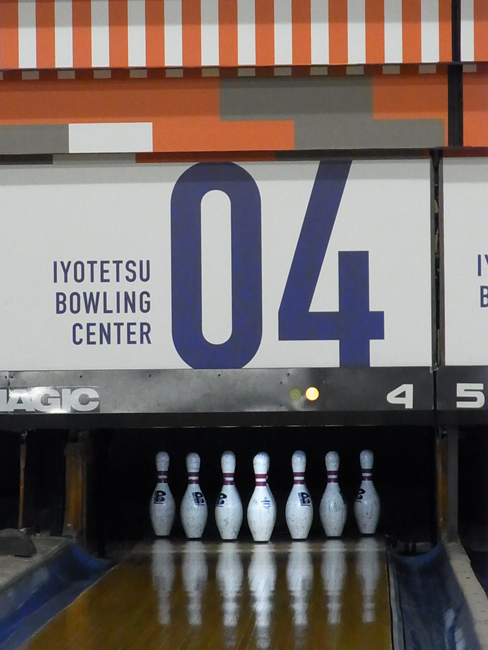 04
IYOTETSU
BOWLING
CENTER
AGIC
4
5